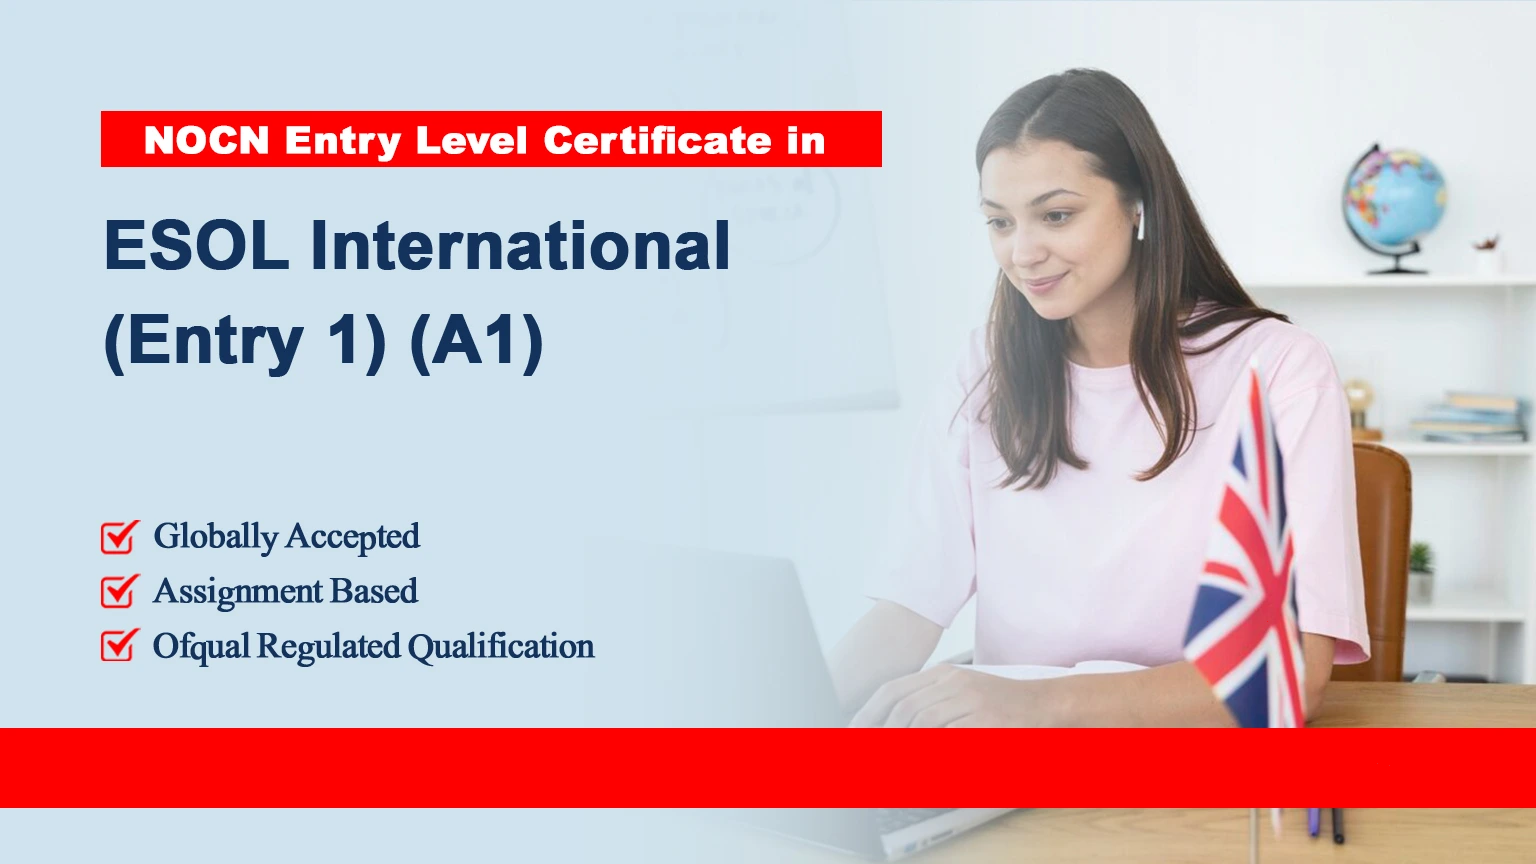 NOCN Entry Level Certificate in
ESOL International
(Entry 1) (A1)
Globally Accepted
Assignment Based
Ofqual Regulated Qualification